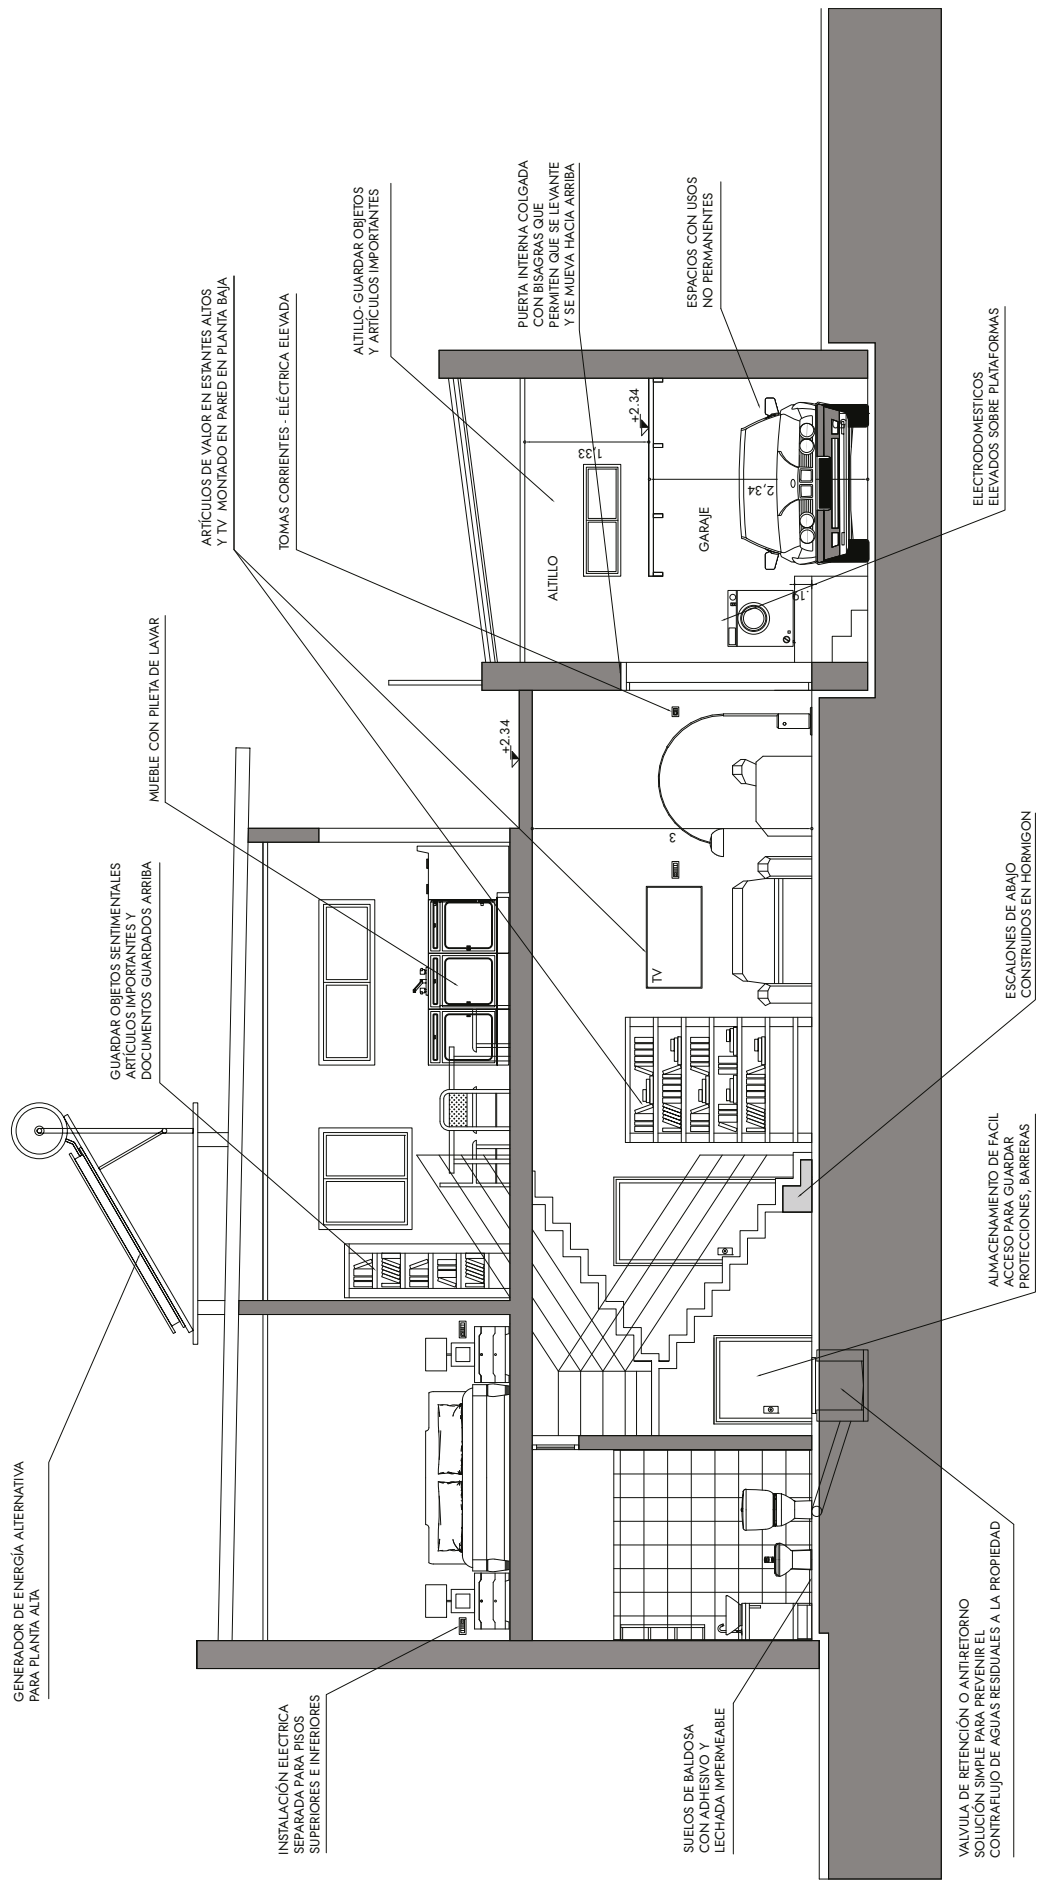 GENERADOR DE ENERGÍA ALTERNATIVA
PARA PLANTA ALTA
GUARDAR OBJETOS SENTIMENTALES
ARTÍCULOS IMPORTANTES Y
DOCUMENTOS GUARDADOS ARRIBA
MUEBLE CON PILETA DE LAVAR
ARTÍCULOS DE VALOR EN ESTANTES ALTOS
Y TV MONTADO EN PARED EN PLANTA BAJA
TOMAS CORRIENTES - ELÉCTRICA ELEVADA
ALTILLO- GUARDAR OBJETOS
Y ARTÍCULOS IMPORTANTES
PUERTA INTERNA COLGADA
CON BISAGRAS QUE
PERMITEN QUE SE LEVANTE
Y SE MUEVA HACIA ARRIBA
ESPACIOS CON USOS
NO PERMANENTES
INSTALACIÓN ELECTRICA
SEPARADA PARA PISOS
SUPERIORES E INFERIORES
+2.34
ALTILLO
1,33
+2.34
GARAJE
2,34
0
.19
3
TV
SUELOS DE BALDOSA
CON ADHESIVO Y
LECHADA IMPERMEABLE
VALVULA DE RETENCIÓN O ANTI-RETORNO
SOLUCIÓN SIMPLE PARA PREVENIR EL
CONTRAFLUJO DE AGUAS RESIDUALES A LA PROPIEDAD
ALMACENAMIENTO DE FACIL
ACCESO PARA GUARDAR
PROTECCIONES, BARRERAS
ESCALONES DE ABAJO
CONSTRUIDOS EN HORMIGON
ELECTRODOMESTICOS
ELEVADOS SOBRE PLATAFORMAS